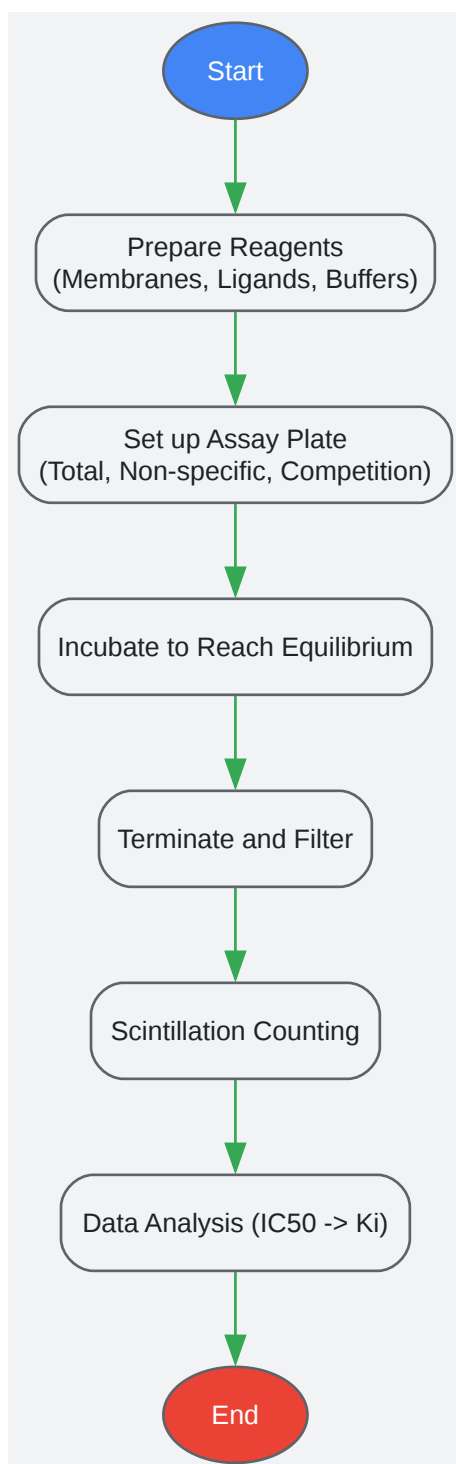 Start
Prepare Reagents
(Membranes, Ligands, Buffers)
Set up Assay Plate
(Total, Non-specific, Competition)
Incubate to Reach Equilibrium
Terminate and Filter
Scintillation Counting
Data Analysis (IC50 -> Ki)
End